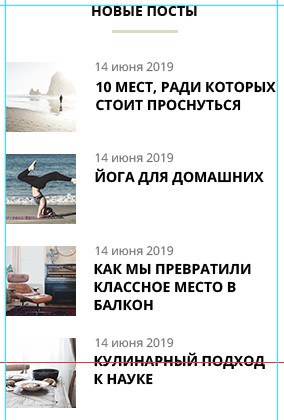 НОВЫЕ ПОСТЫ
14 июня 2019
10 МЕСТ, РАДИ КОТОРЫХ
СТОИТ ПРОСНУТЬСЯ
14 июня 2019
ЙОГА ДЛЯ ДОМАШНИХ
14 июня 2019
КАК МЫ ПРЕВРАТИЛИ
КЛАССНОЕ МЕСТО В
БАЛКОН
14 июня 2019
КУЛИНАРНЫЙ ПОДХОД
К НАУКЕ